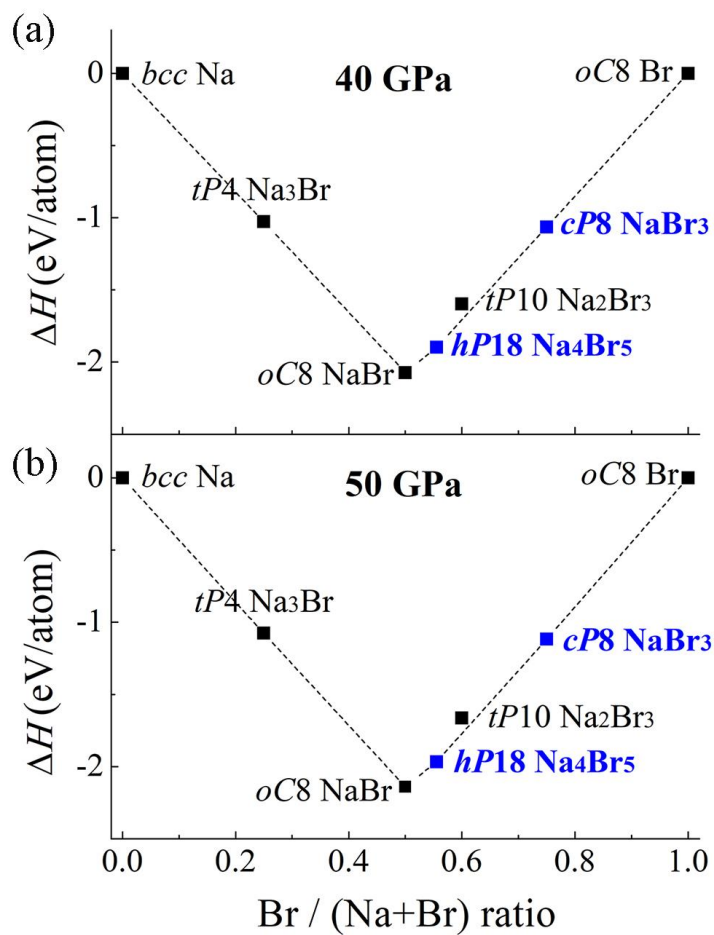 (a)
40 GPa
bcc Na
oC8 Br
tP4 Na₃Br
cP8 NaBr₃
tP10 Na₂Br₃
hP18 Na₄Br₅
oC8 NaBr
0
-1
-2
ΔH (eV/atom)
(b)
50 GPa
bcc Na
oC8 Br
tP4 Na₃Br
cP8 NaBr₃
tP10 Na₂Br₃
hP18 Na₄Br₅
oC8 NaBr
0
-1
-2
ΔH (eV/atom)
0.0 0.2 0.4 0.6 0.8 1.0
Br / (Na+Br) ratio